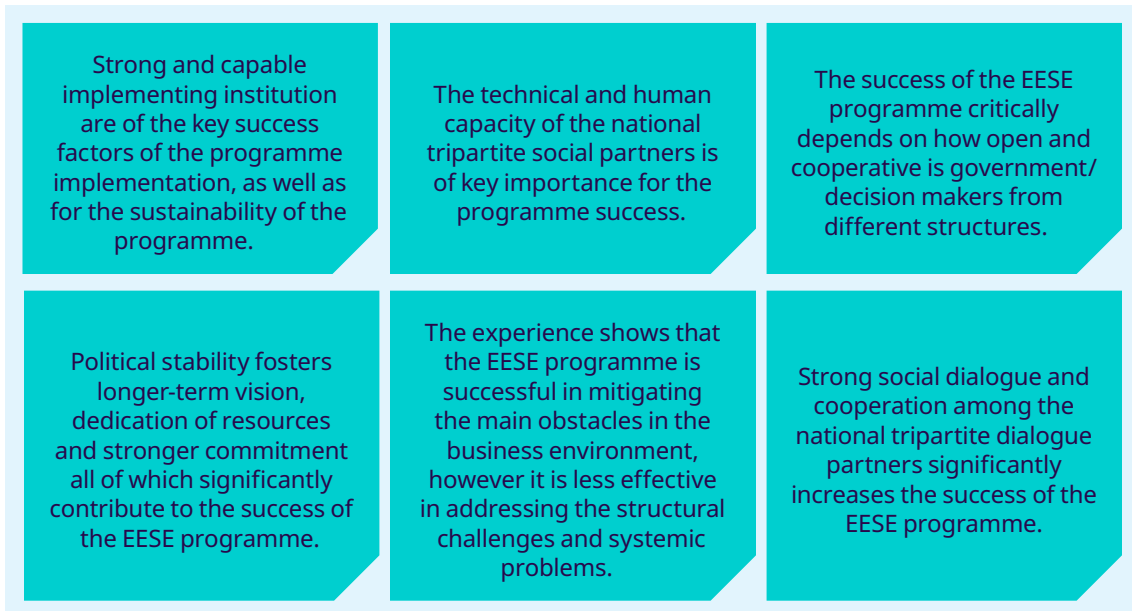 Strong and capable
implementing institution
are of the key success
factors of the programme
implementation, as well as
for the sustainability of the
programme.
The technical and human
capacity of the national
tripartite social partners is
of key importance for the
programme success.
The success of the EESE
programme critically
depends on how open and
cooperative is government/
decision makers from
different structures.
Political stability fosters
longer-term vision,
dedication of resources
and stronger commitment
all of which significantly
contribute to the success of
the EESE programme.
The experience shows that
the EESE programme is
successful in mitigating
the main obstacles in the
business environment,
however it is less effective
in addressing the structural
challenges and systemic
problems.
Strong social dialogue and
cooperation among the
national tripartite dialogue
partners significantly
increases the success of the
EESE programme.